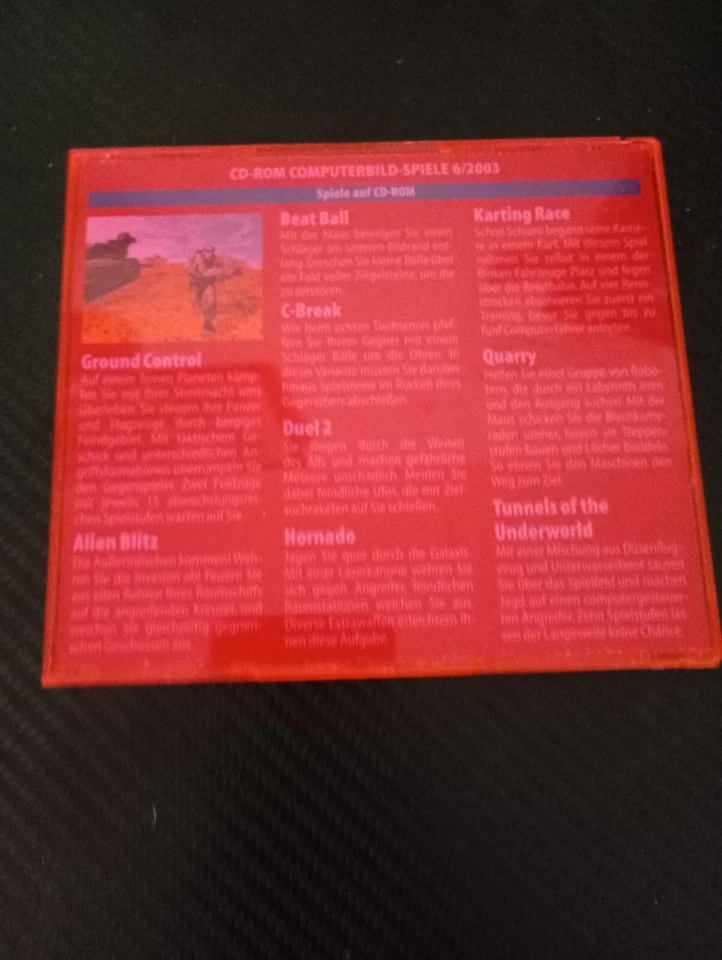 CD-ROM COMPUTERBILD-SPIELE 6/2003
Spiele auf CD-ROM
Ground Control
Auf einem fernen Planeten kämp-
fen Sie mit Ihrer Streitmacht ums
Überleben. Sie steuern Ihre Panzer
und Flugzeuge durch bergiges
Feindgebiet. Mit taktischem Ge-
schick und unterschiedlichen An-
griffsformationen überrumpeln Sie
den Gegenspieler. Zwei Feldzüge
mit jeweils 15 abwechslungsrei-
chen Spielstufen warten auf Sie.
Alien Blitz
Die Außerirdischen kommen! Weh-
ren Sie die Invasion ab! Feuern Sie
aus allen Rohren Ihres Raumschiffs
auf die angreifenden Kreuzer und
weichen Sie gleichzeitig
schen Geschossen aus.
Beat Ball
Mit der Maus bewegen Sie einen
Schläger am unteren Bildrand ent-
lang. Dreschen Sie kleine Bälle über
ein Feld voller Ziegelsteine, um die
zu zerstören.
C-Break
Wie beim echten Tischtennis pfef-
fern Sie Ihrem Gegner mit einem
Schläger Bälle um die Ohren. In
dieser Variante müssen Sie darüber
hinaus Spielsteine im Rücken Ihres
Gegenübers abschießen.
Duel 2
Sie fliegen durch die Weiten
des Alls und machen gefährliche
Meteore unschädlich. Meiden Sie
dabei feindliche Ufos, die mit Ziel-
suchraketen auf Sie schießen.
Hornado
Jagen Sie quer durch die Galaxis.
Mit einer Laserkanone wehren Sie
sich gegen Angreifer, feindlichen
Raumschiffen weichen Sie aus.
Diverse Extrawaffen erleichtern Ih-
nen diese Aufgabe.
Karting Race
Schon Schumi begann seine Karrie-
re in einem Kart. Mit diesem Spiel
nehmen Sie selbst in einem der
flinken Fahrzeuge Platz und fegen
über die Rennbahn. Auf vier Renn-
strecken absolvieren Sie zuerst ein
Training, bevor Sie gegen bis zu
fünf Computerfahrer antreten.
Quarry
Helfen Sie einer Gruppe von Robo-
tern, die durch ein Labyrinth irren
und den Ausgang suchen. Mit der
Maus schicken Sie die Blechkame-
raden umher, lassen sie Treppen-
stufen bauen und Löcher buddeln.
So ebnen Sie den Maschinen den
Weg zum Ziel.
Tunnels of the
Underworld
Mit einer Mischung aus Düsenflug-
zeug und Unterwasserboot sausen
Sie über das Spielfeld und machen
Jagd auf einen computergesteuer-
ten Angreifer. Zehn Spielstufen las-
sen der Langeweile keine Chance.